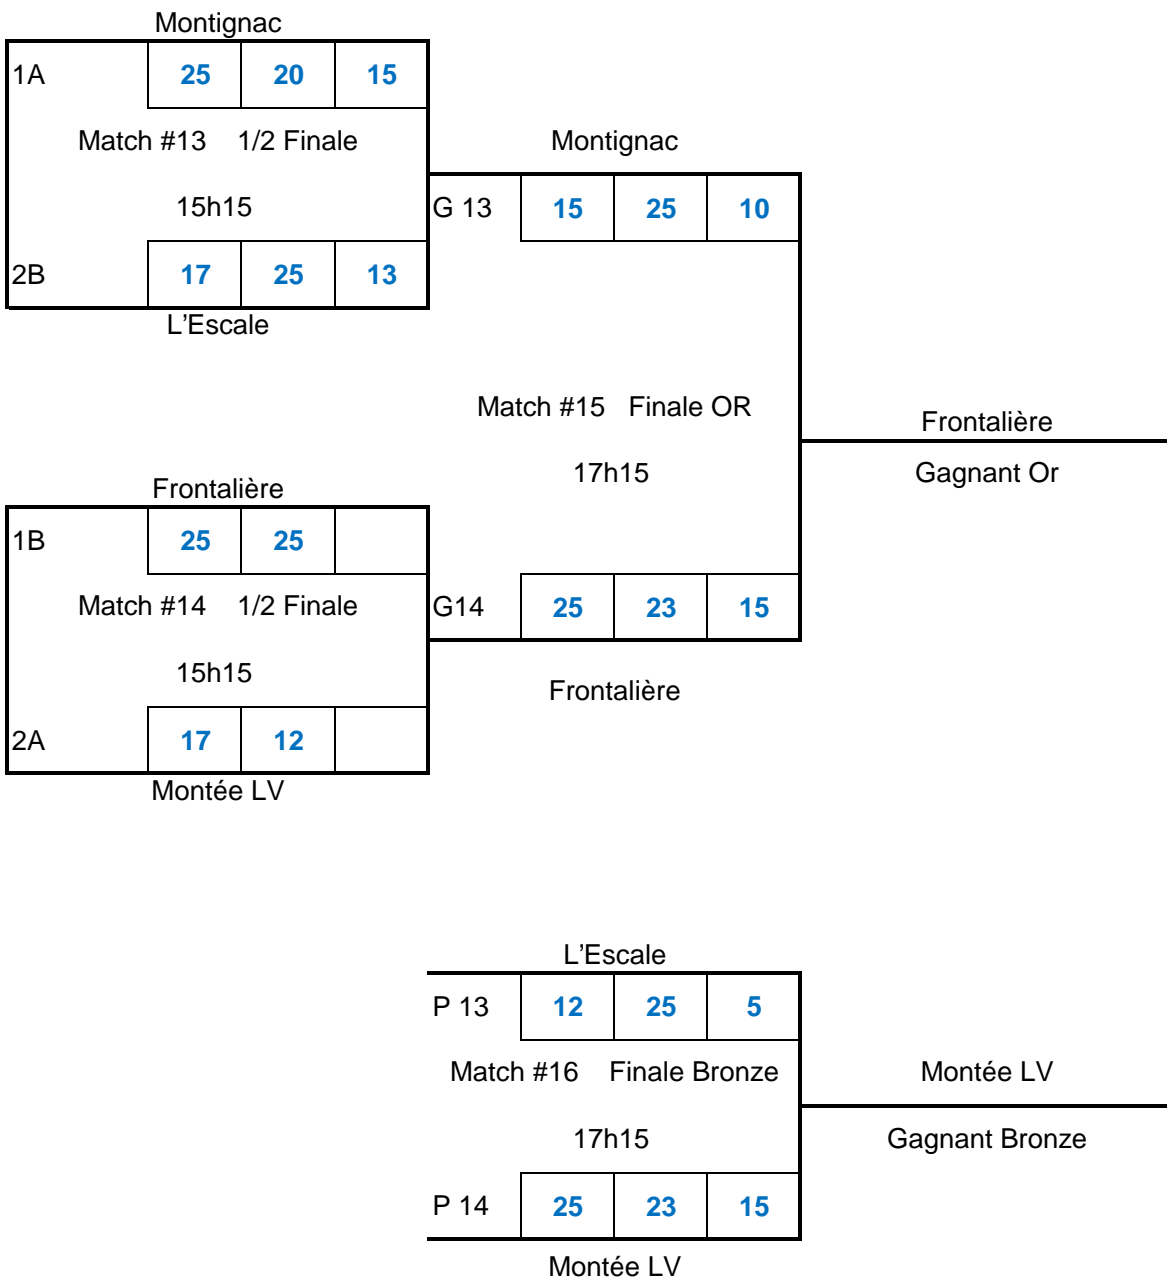 Montignac
1A 25 20 15
Match #13 1/2 Finale
15h15
2B 17 25 13
L'Escale
Montignac
G 13 15 25 10
Match #15 Finale OR
17h15
G14 25 23 15
Frontalière
Frontalière
Gagnant Or
Frontalière
1B 25 25
Match #14 1/2 Finale
15h15
2A 17 12
Montée LV
L'Escale
P 13 12 25 5
Match #16 Finale Bronze
17h15
P 14 25 23 15
Montée LV
Montée LV
Gagnant Bronze